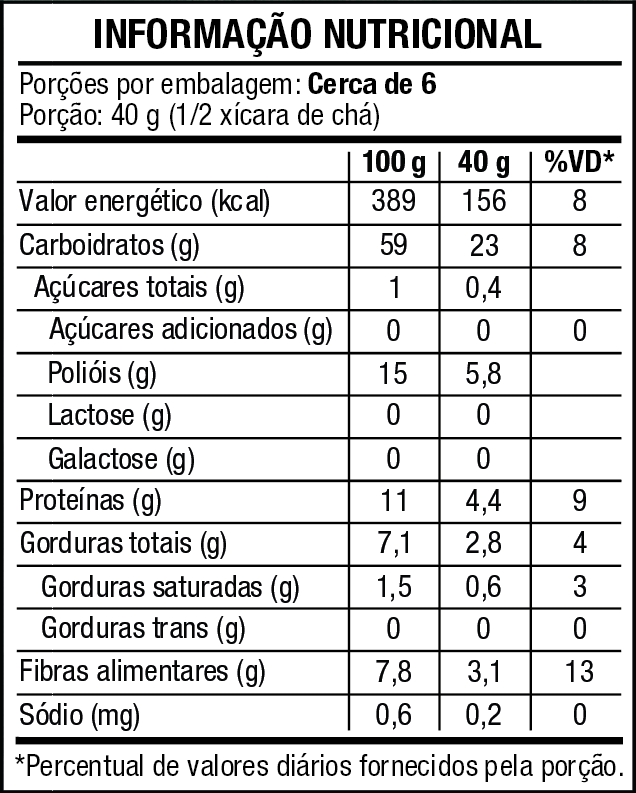 INFORMAÇÃO NUTRICIONAL
Porções por embalagem: Cerca de 6
Porção: 40 g (1/2 xícara de chá)
100 g 40 g %VD*
Valor energético (kcal) 389 156 8
Carboidratos (g) 59 23 8
Açúcares totais (g) 1 0,4
Açúcares adicionados (g) 0 0 0
Polióis (g) 15 5,8
Lactose (g) 0 0
Galactose (g) 0 0
Proteínas (g) 11 4,4 9
Gorduras totais (g) 7,1 2,8 4
Gorduras saturadas (g) 1,5 0,6 3
Gorduras trans (g) 0 0 0
Fibras alimentares (g) 7,8 3,1 13
Sódio (mg) 0,6 0,2 0
*Percentual de valores diários fornecidos pela porção.